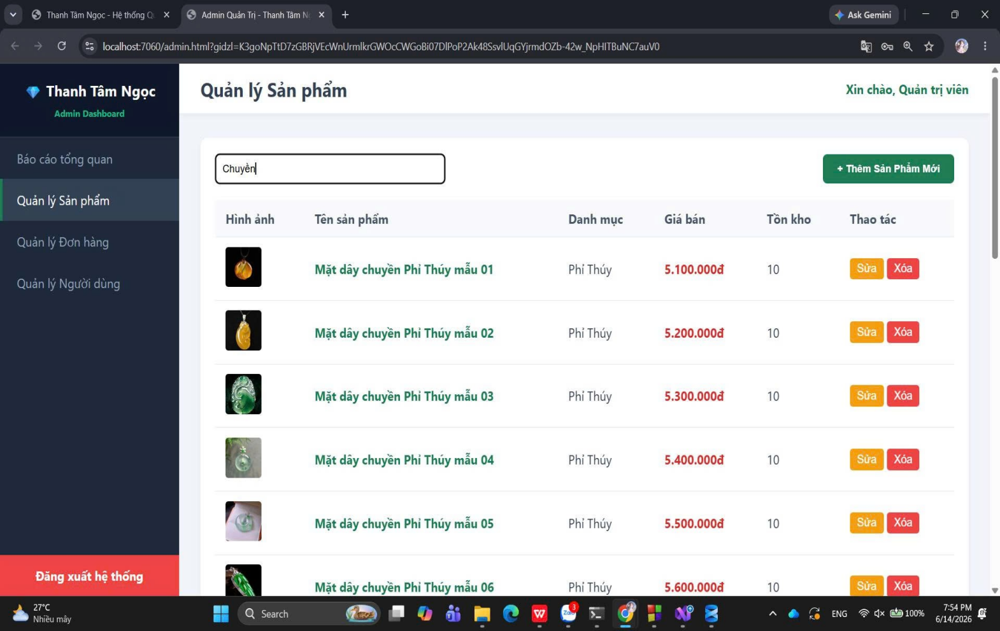 Thanh Tâm Ngọc - Hệ thống Q
Admin Quản Trị - Thanh Tâm N
Ask Gemini
localhost:7060/admin.html?gidzl=K3goNpTtD7zGBRjVEcWnUrmlkrGWOcCWGoBi07DlPoP2Ak48SsvlUqGYjrmdOZb-42w_NpHITBuNC7auV0
Thanh Tâm Ngọc
Admin Dashboard
Quản lý Sản phẩm
Xin chào, Quản trị viên
Báo cáo tổng quan
Quản lý Sản phẩm
Quản lý Đơn hàng
Quản lý Người dùng
Đăng xuất hệ thống
Chuyền
+ Thêm Sản Phẩm Mới
Hình ảnh Tên sản phẩm Danh mục Giá bán Tồn kho Thao tác
Mặt dây chuyền Phỉ Thúy mẫu 01 Phỉ Thúy 5.100.000đ 10 Sửa Xóa
Mặt dây chuyền Phỉ Thúy mẫu 02 Phỉ Thúy 5.200.000đ 10 Sửa Xóa
Mặt dây chuyền Phỉ Thúy mẫu 03 Phỉ Thúy 5.300.000đ 10 Sửa Xóa
Mặt dây chuyền Phỉ Thúy mẫu 04 Phỉ Thúy 5.400.000đ 10 Sửa Xóa
Mặt dây chuyền Phỉ Thúy mẫu 05 Phỉ Thúy 5.500.000đ 10 Sửa Xóa
Mặt dây chuyền Phỉ Thúy mẫu 06 Phỉ Thúy 5.600.000đ 10 Sửa Xóa
27°C
Nhiều mây
Search
Zalo
3
ENG
100%
7:54 PM
6/14/2026